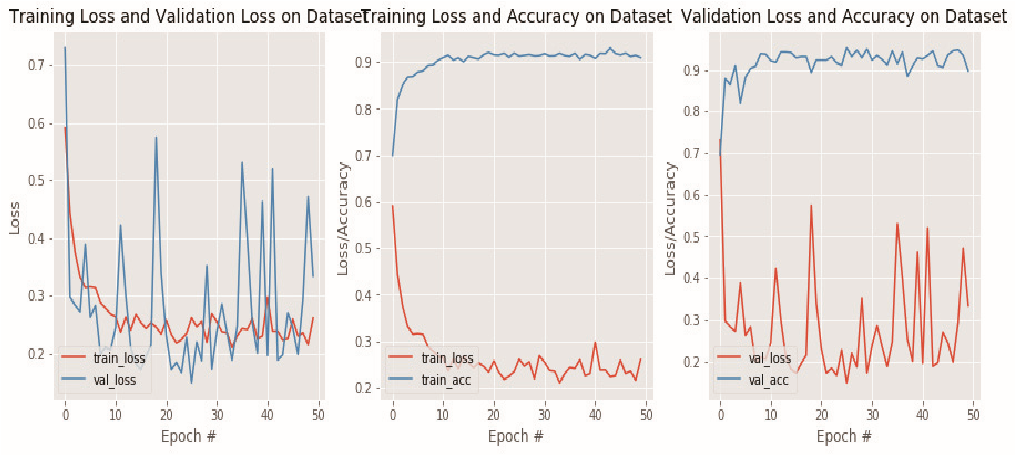 Training Loss and Validation Loss on Dataset
Training Loss and Accuracy on Dataset
Validation Loss and Accuracy on Dataset
Loss
0.7
0.6
0.5
0.4
0.3
0.2
train_loss
val_loss
0
10
20
30
40
50
Epoch #
Loss/Accuracy
0.9
0.8
0.7
0.6
0.5
0.4
0.3
0.2
train_loss
train_acc
0
10
20
30
40
50
Epoch #
Loss/Accuracy
0.9
0.8
0.7
0.6
0.5
0.4
0.3
0.2
val_loss
val_acc
0
10
20
30
40
50
Epoch #